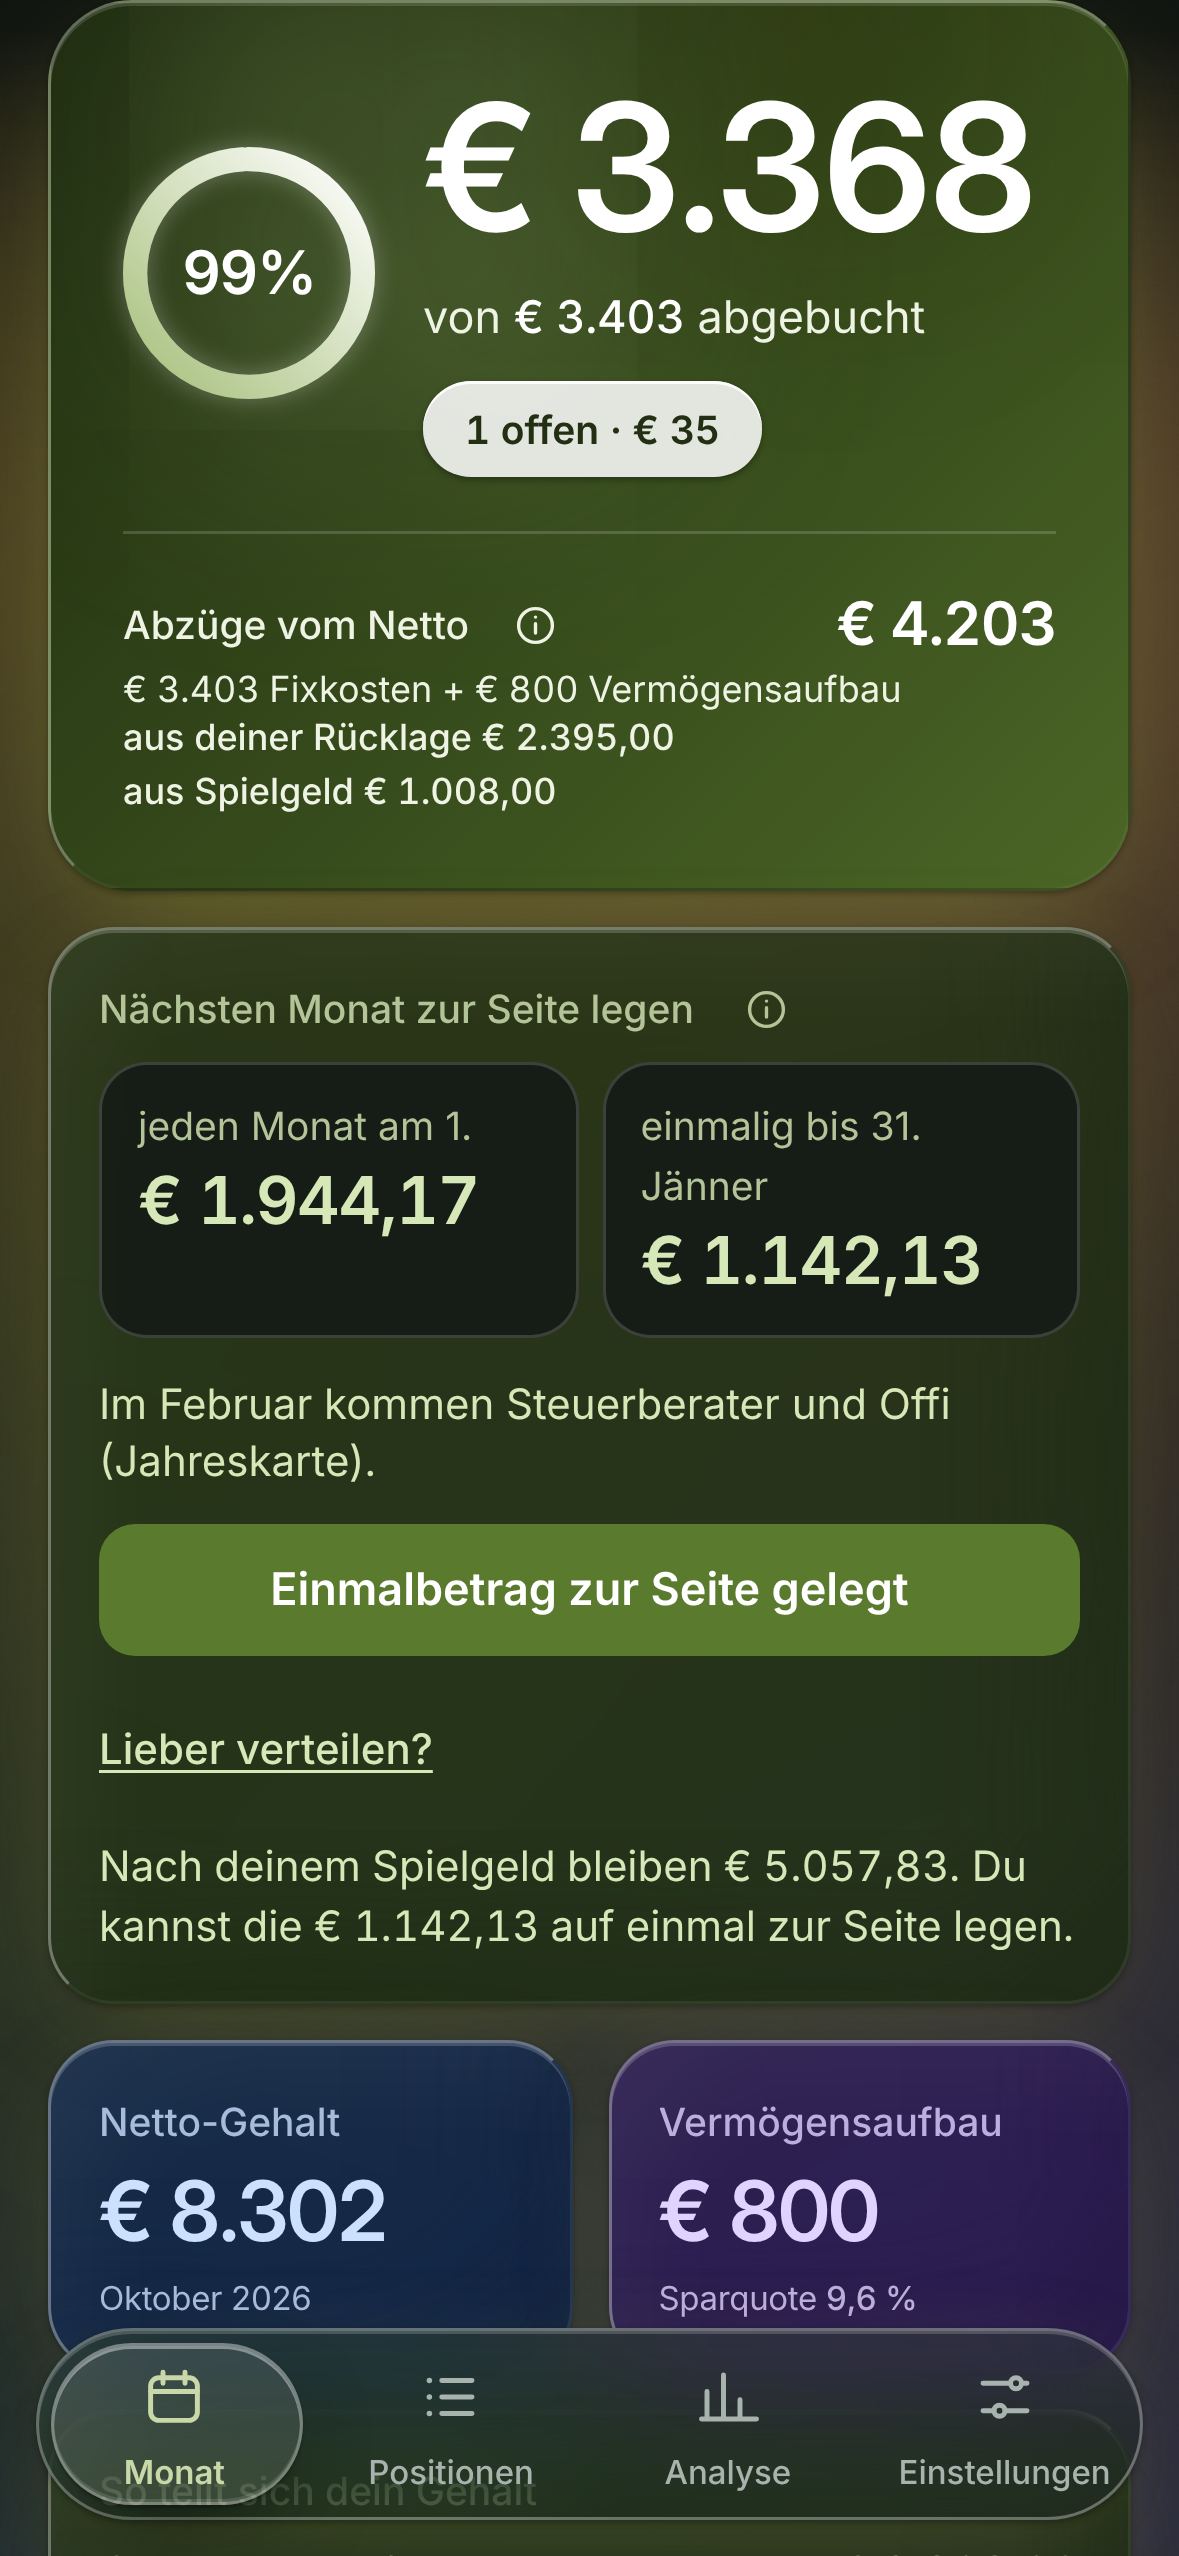 € 3.368
99%
von € 3.403 abgebucht
1 offen · € 35
Abzüge vom Netto
€ 4.203
€ 3.403 Fixkosten + € 800 Vermögensaufbau
aus deiner Rücklage € 2.395,00
aus Spielgeld € 1.008,00
Nächsten Monat zur Seite legen
jeden Monat am 1.
€ 1.944,17
einmalig bis 31.
Jänner
€ 1.142,13
Im Februar kommen Steuerberater und Offi
(Jahreskarte).
Einmalbetrag zur Seite gelegt
Lieber verteilen?
Nach deinem Spielgeld bleiben € 5.057,83. Du
kannst die € 1.142,13 auf einmal zur Seite legen.
Netto-Gehalt
€ 8.302
Oktober 2026
Vermögensaufbau
€ 800
Sparquote 9,6 %
Monat
Positionen
Analyse
Einstellungen
So teilt sich dein Gehalt